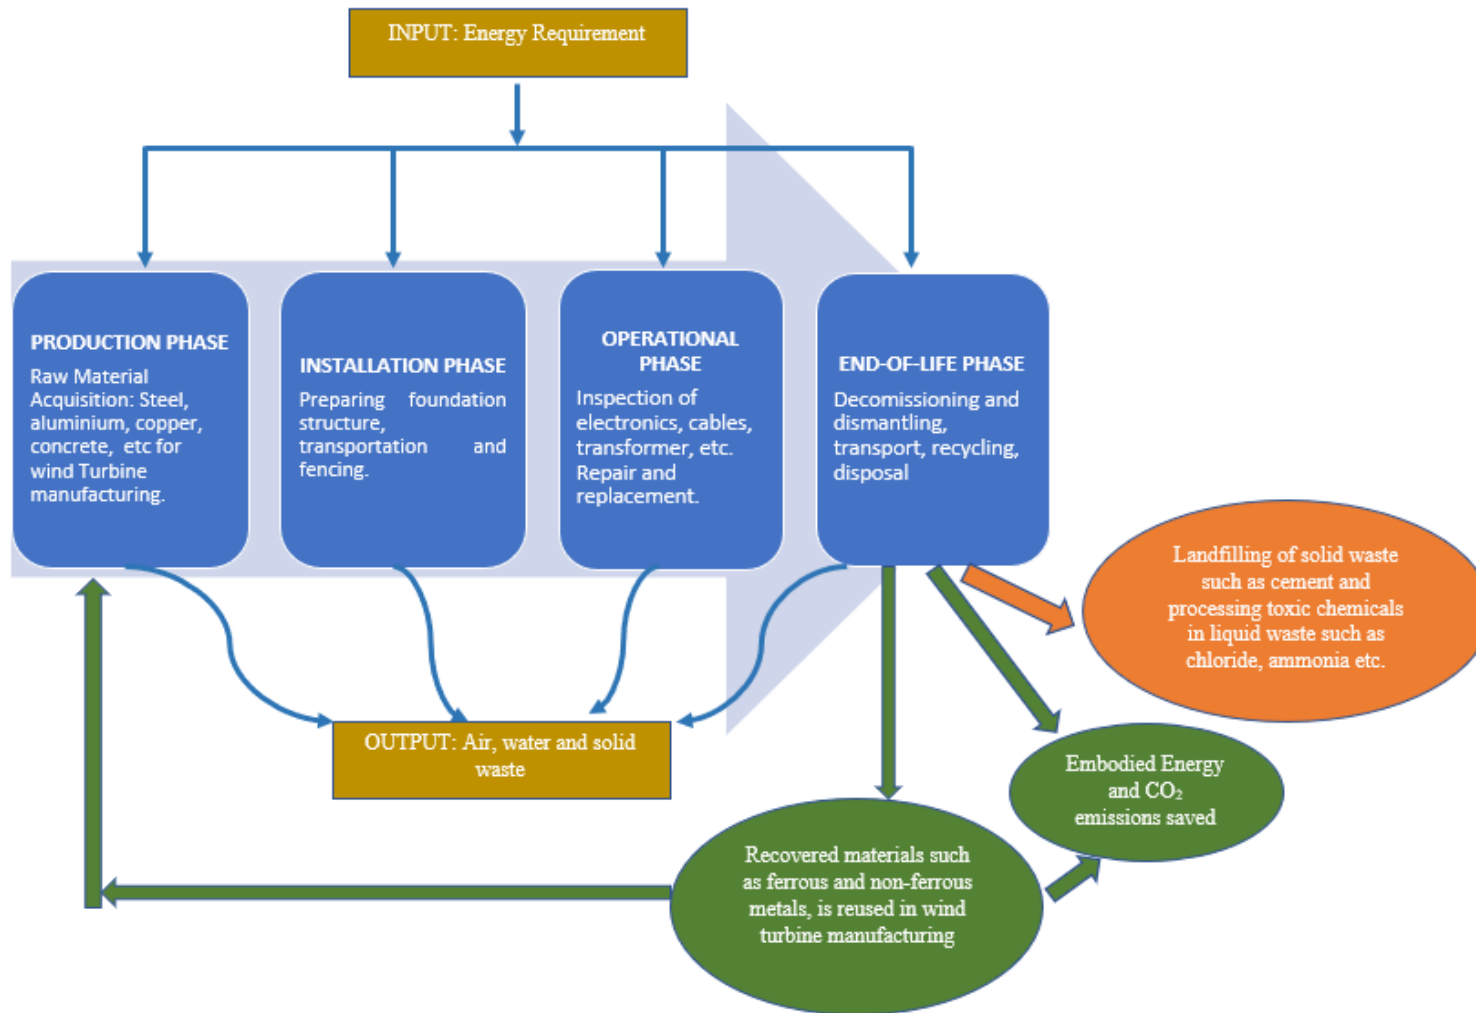 INPUT: Energy Requirement
PRODUCTION PHASE
Raw Material
Acquisition: Steel,
aluminium, copper,
concrete, etc for
wind Turbine
manufacturing.
INSTALLATION PHASE
Preparing foundation
structure,
transportation and
fencing.
OPERATIONAL
PHASE
Inspection of
electronics, cables,
transformer, etc.
Repair and
replacement.
END-OF-LIFE PHASE
Decomissioning and
dismantling,
transport, recycling,
disposal
Landfilling of solid waste
such as cement and
processing toxic chemicals
in liquid waste such as
chloride, ammonia etc.
OUTPUT: Air, water and solid
waste
Embodied Energy
and CO₂
emissions saved
Recovered materials such
as ferrous and non-ferrous
metals, is reused in wind
turbine manufacturing